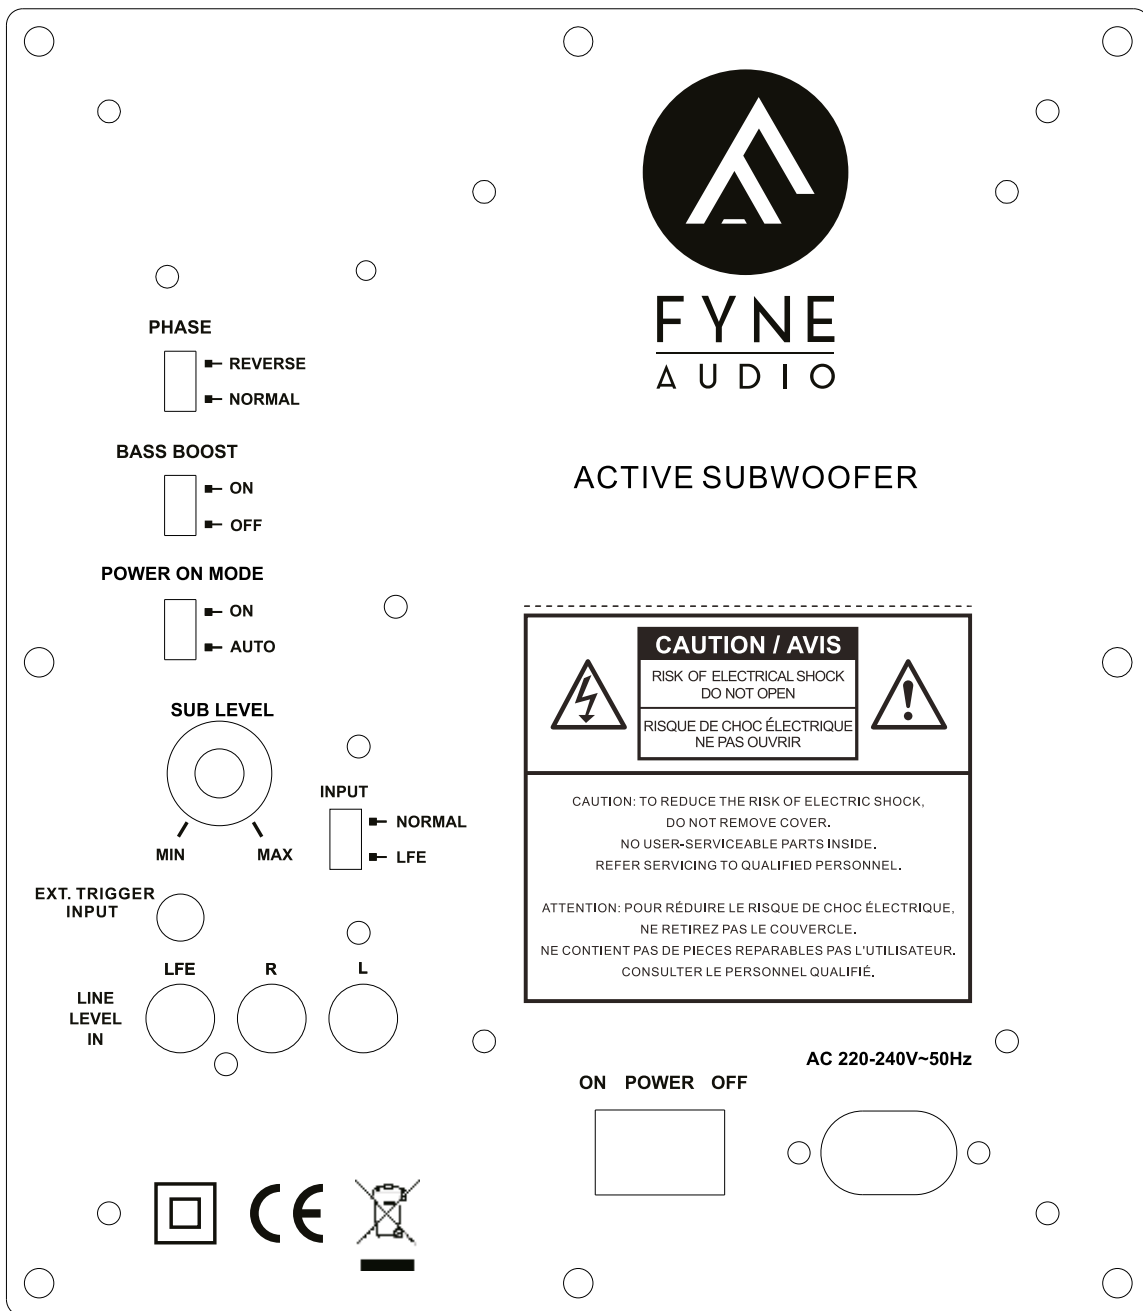 FYNE
AUDIO
ACTIVE SUBWOOFER
PHASE
REVERSE
NORMAL
BASS BOOST
ON
OFF
POWER ON MODE
ON
AUTO
SUB LEVEL
MIN
MAX
INPUT
NORMAL
LFE
EXT. TRIGGER
INPUT
LFE
R
L
LINE
LEVEL
IN
CAUTION / AVIS
RISK OF ELECTRICAL SHOCK
DO NOT OPEN
RISQUE DE CHOC ÉLECTRIQUE
NE PAS OUVRIR
CAUTION: TO REDUCE THE RISK OF ELECTRIC SHOCK,
DO NOT REMOVE COVER.
NO USER-SERVICEABLE PARTS INSIDE.
REFER SERVICING TO QUALIFIED PERSONNEL.
ATTENTION: POUR RÉDUIRE LE RISQUE DE CHOC ÉLECTRIQUE,
NE RETIREZ PAS LE COUVERCLE.
NE CONTIENT PAS DE PIECES REPARABLES PAS L'UTILISATEUR.
CONSULTER LE PERSONNEL QUALIFIÉ.
AC 220-240V~50Hz
ON POWER OFF
CE